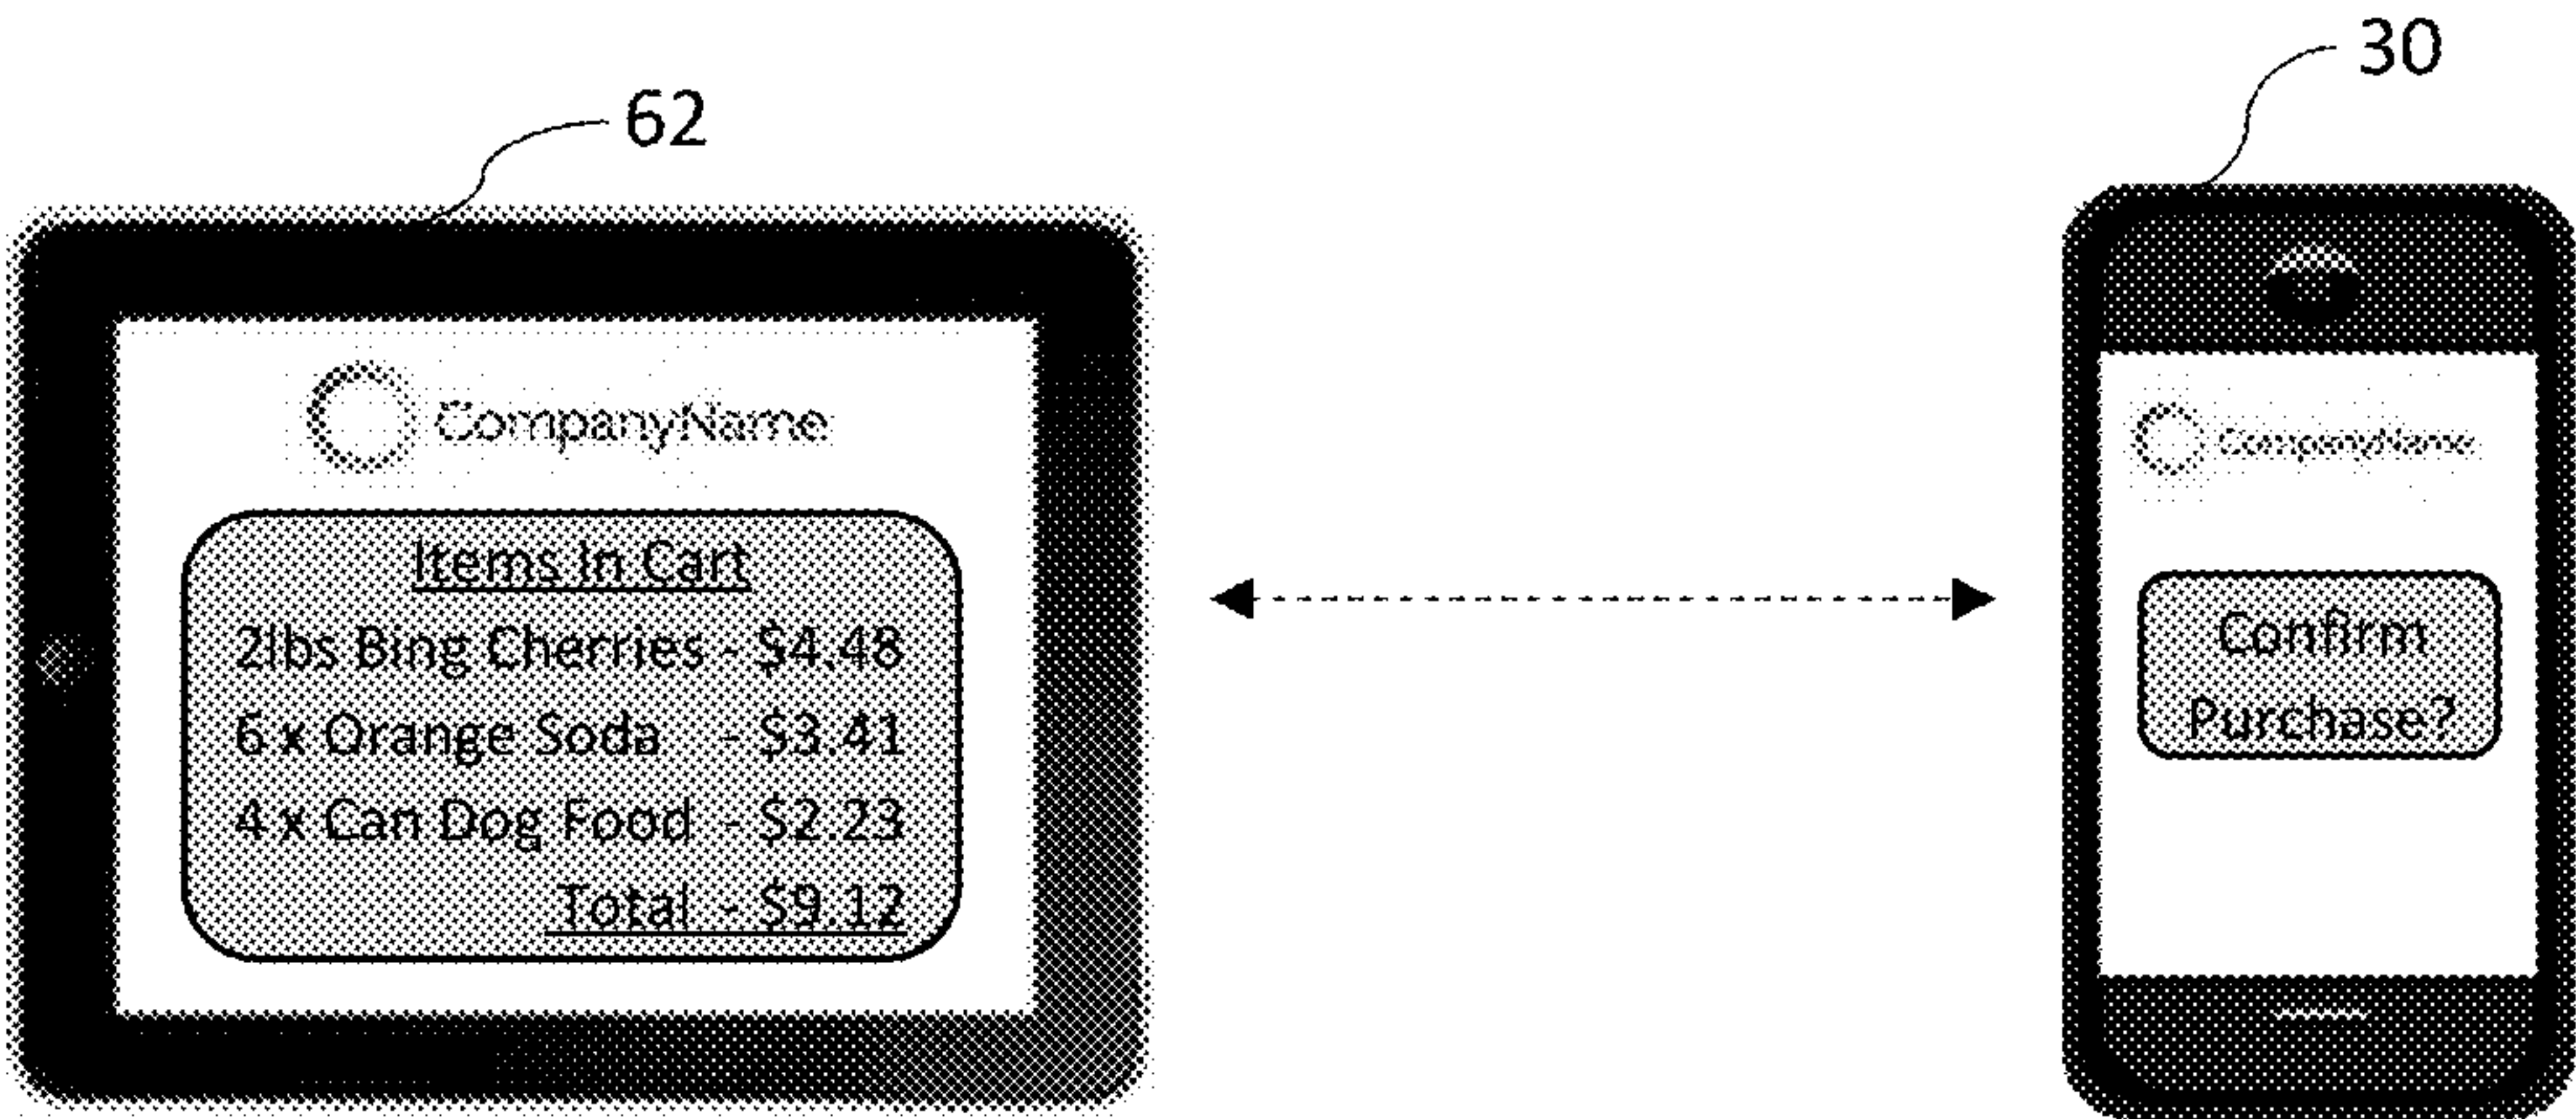 62
CompanyName
Items In Cart
2lbs Bing Cherries - $4.48
6 x Orange Soda - $3.41
4 x Can Dog Food - $2.23
Total - $9.12
30
CompanyName
Confirm
Purchase?